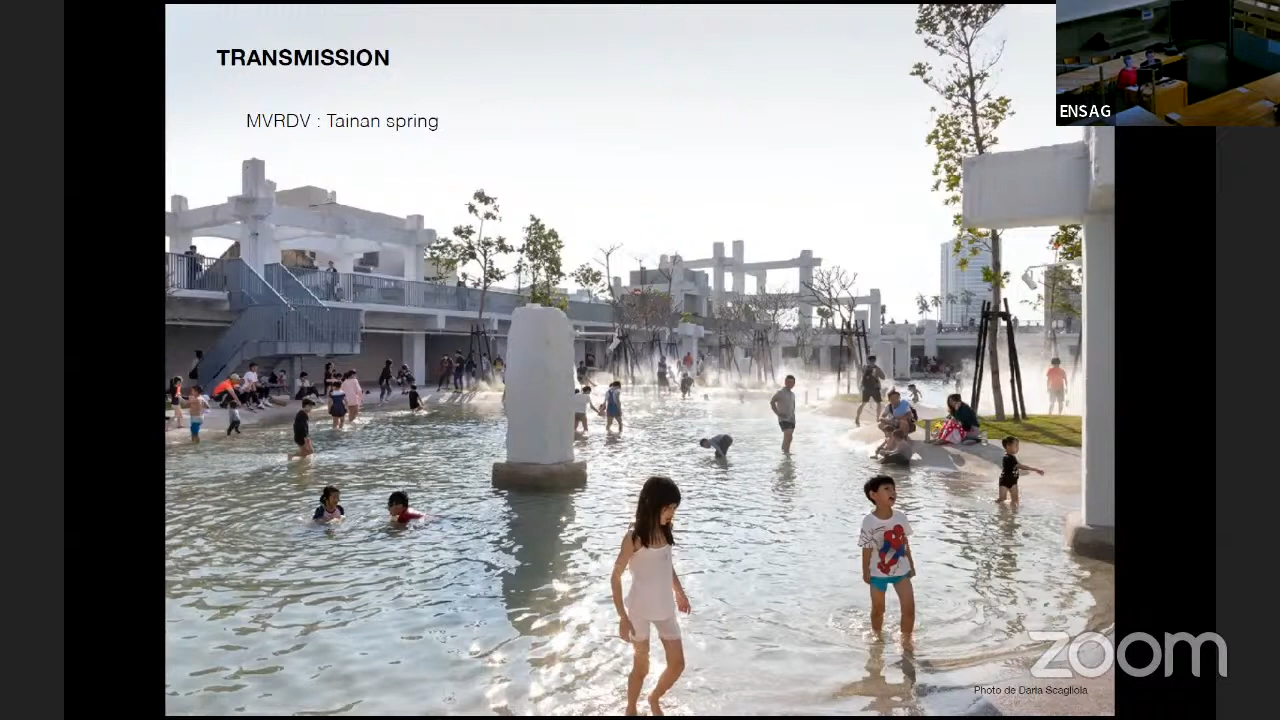 TRANSMISSION
MVRDV : Tainan spring
ENSAG
zoom
Photo de Daria Scagliola